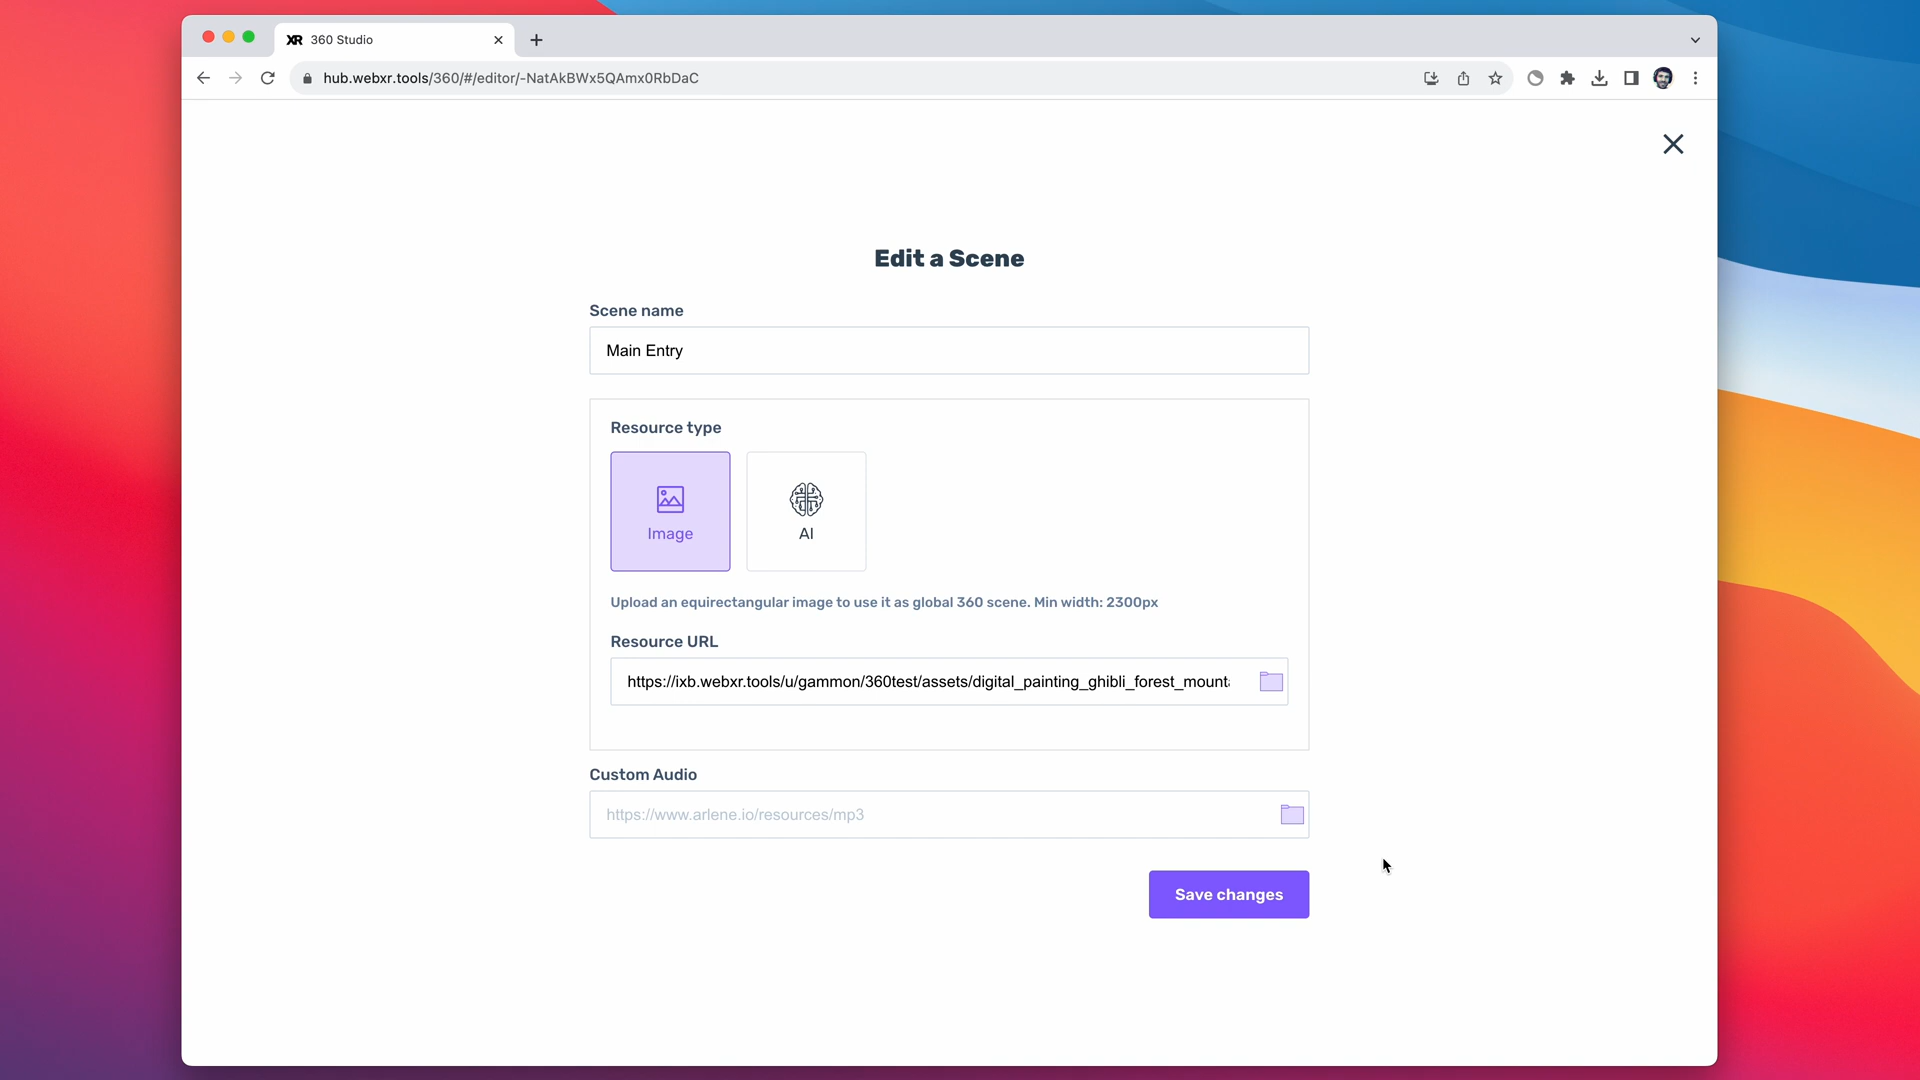 XR 360 Studio
hub.webxr.tools/360/#/editor/-NatAkBWx5QAmx0RbDaC
Edit a Scene
Scene name
Main Entry
Resource type
Image
AI
Upload an equirectangular image to use it as global 360 scene. Min width: 2300px
Resource URL
https://ixb.webxr.tools/u/gammon/360test/assets/digital_painting_ghibli_forest_mount
Custom Audio
https://www.arlene.io/resources/mp3
Save changes